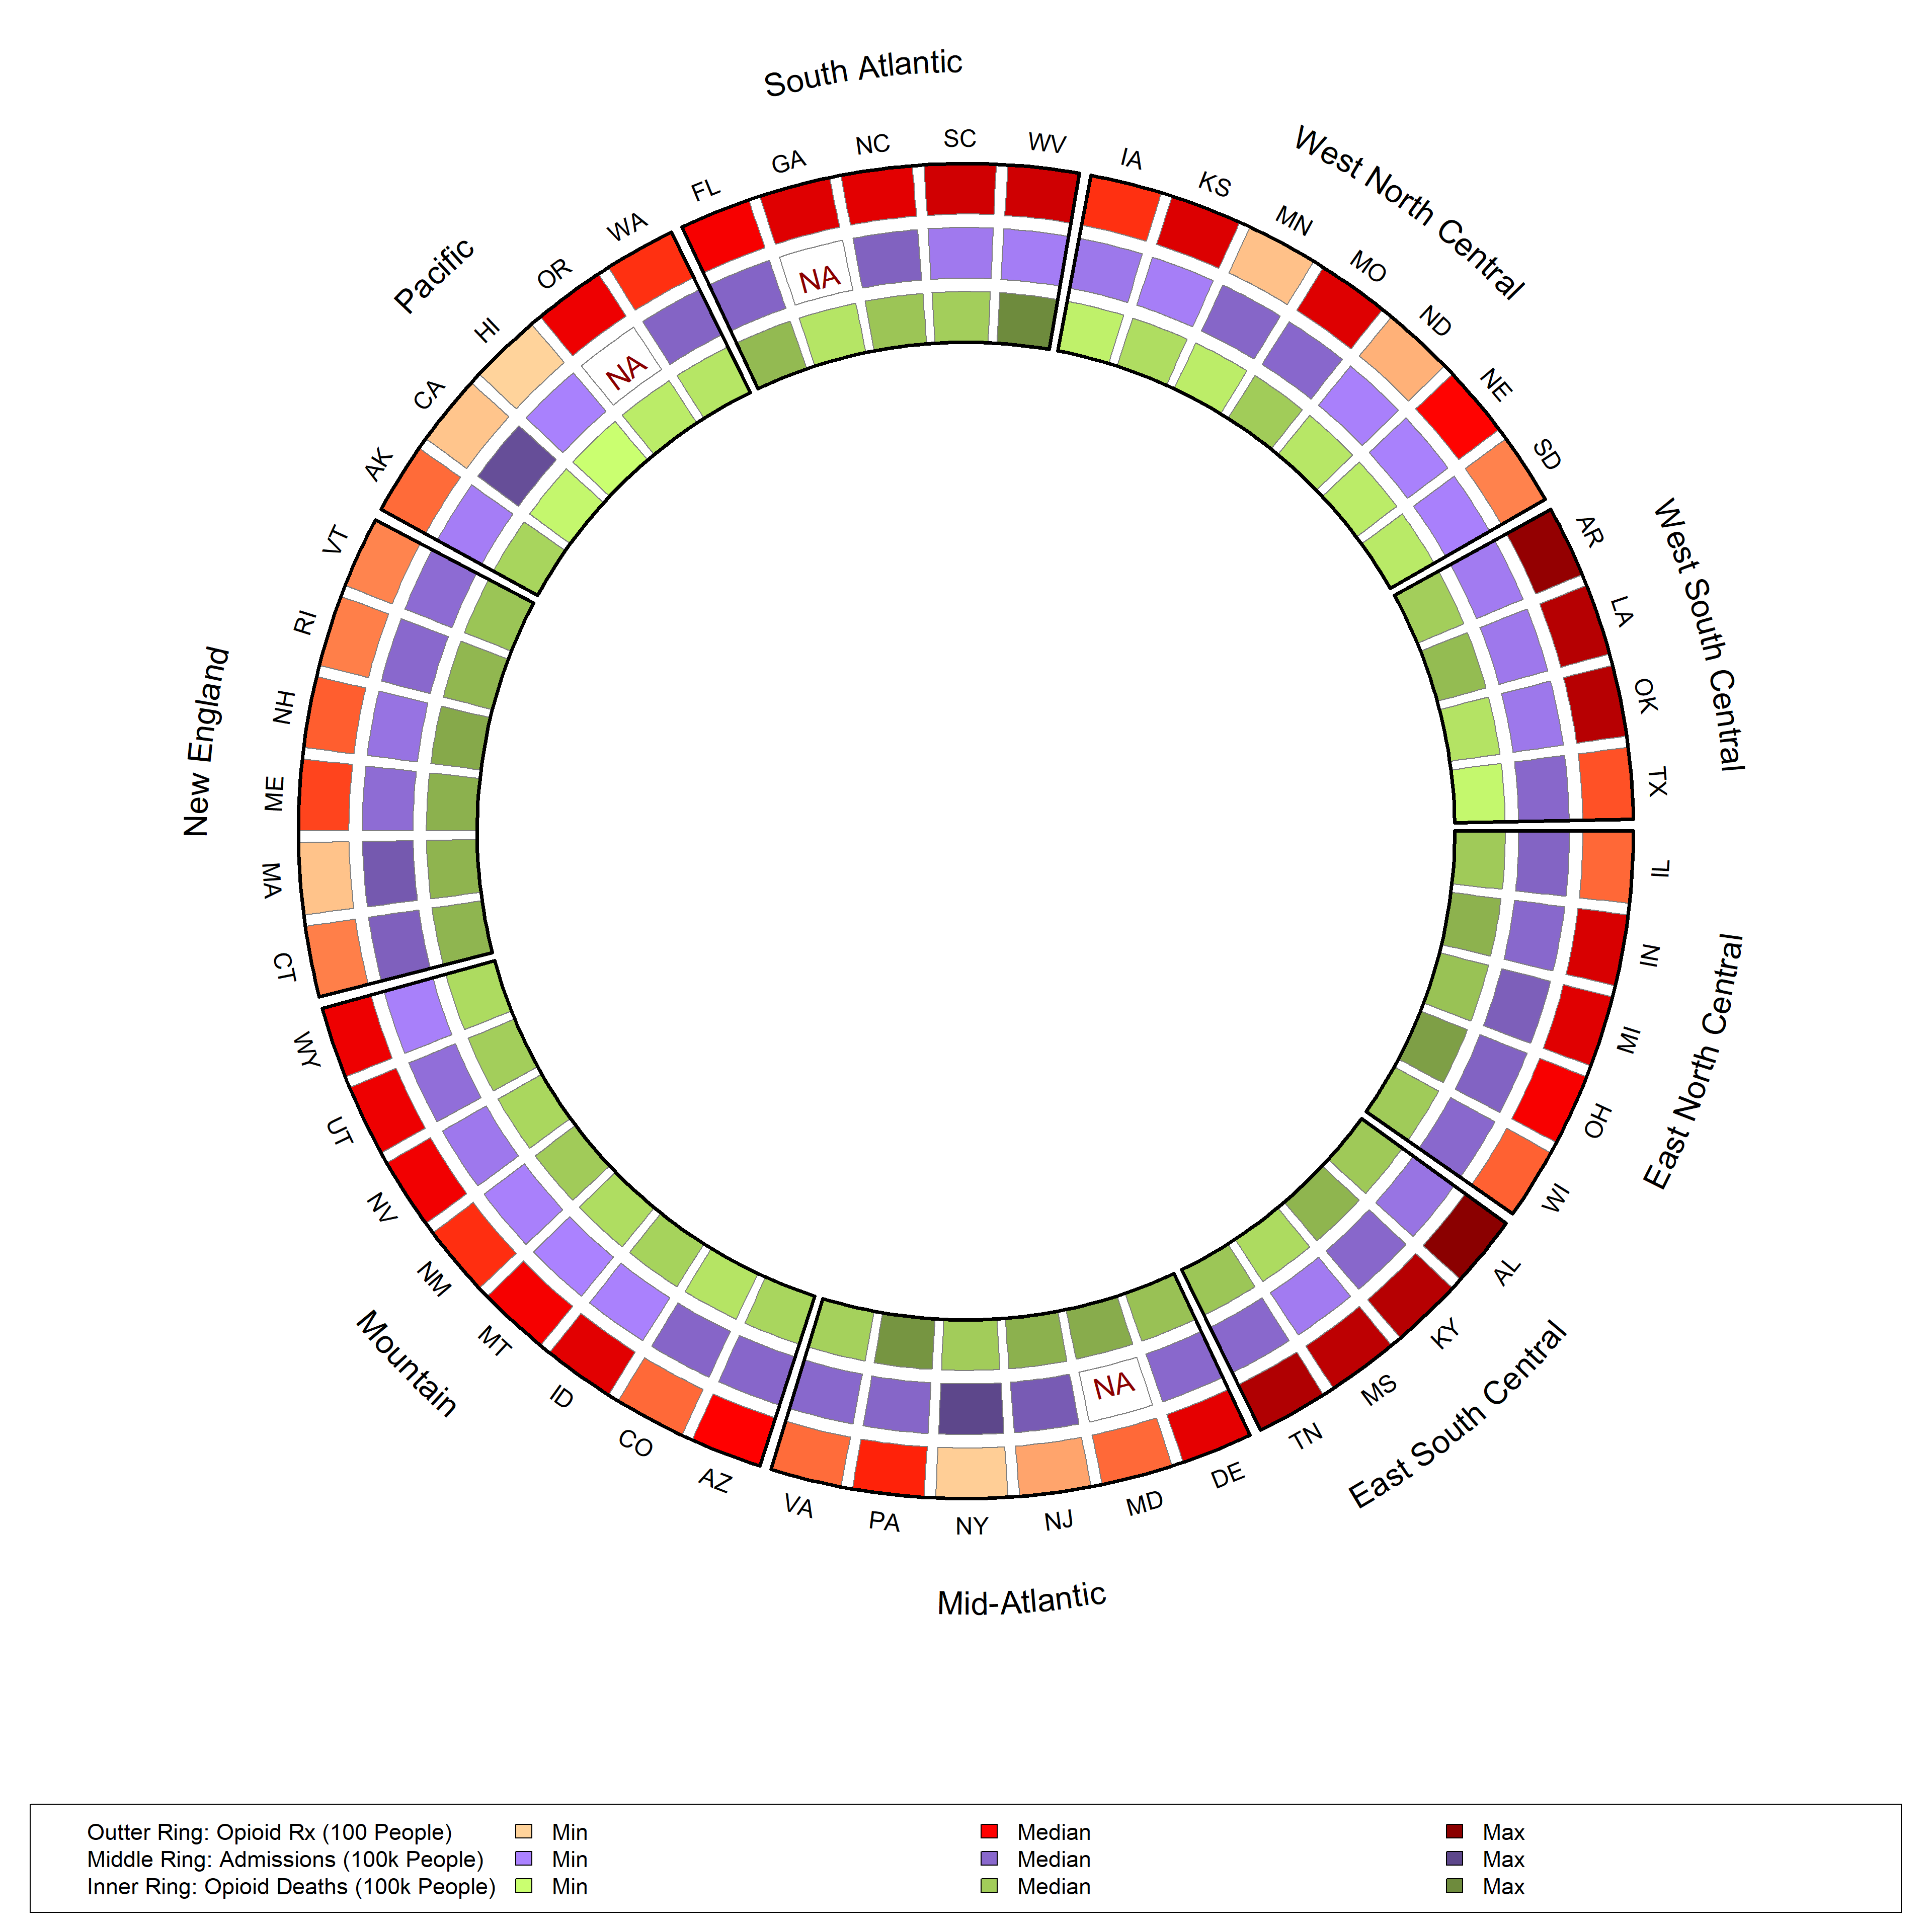 South Atlantic
West North Central
West South Central
East North Central
East South Central
Mid-Atlantic
Mountain
New England
Pacific
FL
GA
NC
SC
WV
IA
KS
MN
MO
ND
NE
SD
AR
LA
OK
TX
IL
IN
MI
OH
WI
AL
KY
MS
TN
DE
MD
NJ
NY
PA
VA
AZ
CO
ID
MT
NM
NV
UT
WY
CT
MA
ME
NH
RI
VT
AK
CA
HI
OR
WA
NA
NA
NA
Outter Ring: Opioid Rx (100 People) Min Median Max
Middle Ring: Admissions (100k People) Min Median Max
Inner Ring: Opioid Deaths (100k People) Min Median Max